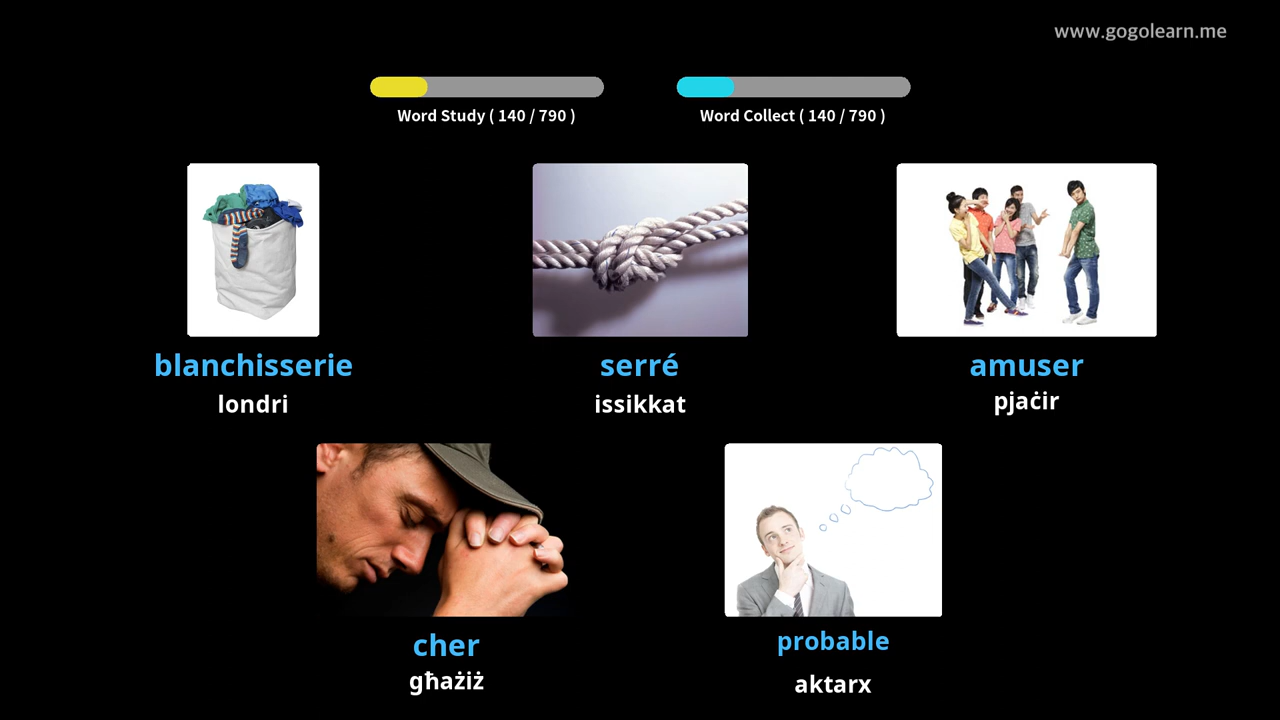 www.gogolearn.me
Word Study ( 140 / 790 )
Word Collect ( 140 / 790 )
blanchisserie
londri
serré
issikkat
amuser
pjaċir
cher
għażiż
probable
aktarx